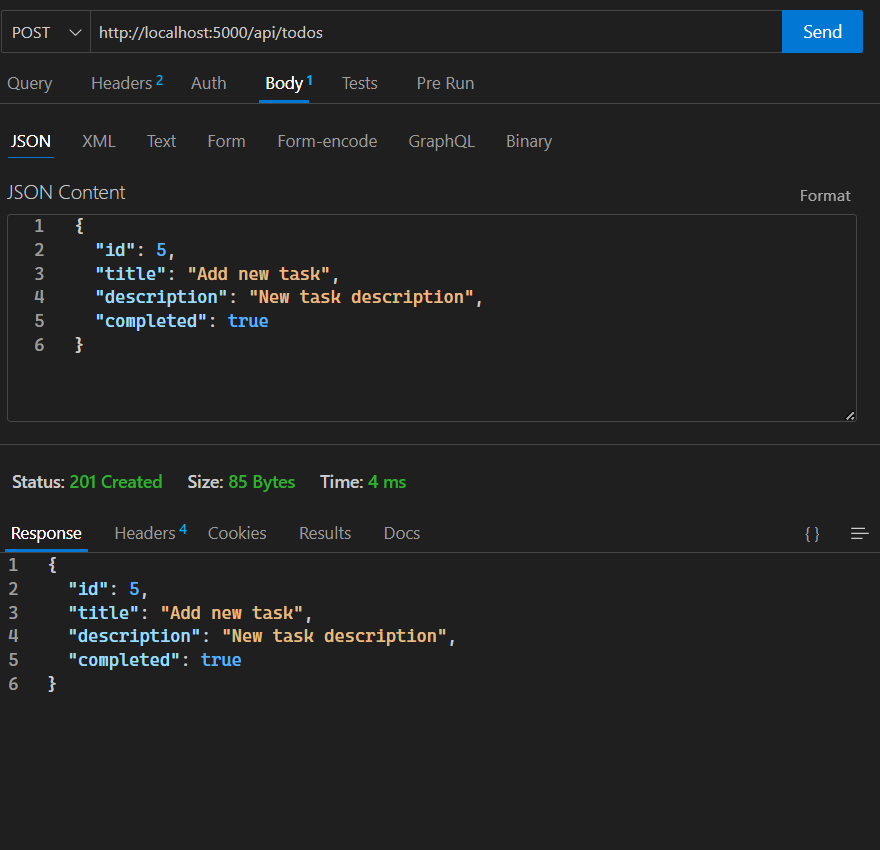 POST http://localhost:5000/api/todos Send
Query Headers 2 Auth Body 1 Tests Pre Run
JSON XML Text Form Form-encode GraphQL Binary
JSON Content Format
1 {
2 "id": 5,
3 "title": "Add new task",
4 "description": "New task description",
5 "completed": true
6 }
Status: 201 Created Size: 85 Bytes Time: 4 ms
Response Headers 4 Cookies Results Docs {}
1 {
2 "id": 5,
3 "title": "Add new task",
4 "description": "New task description",
5 "completed": true
6 }